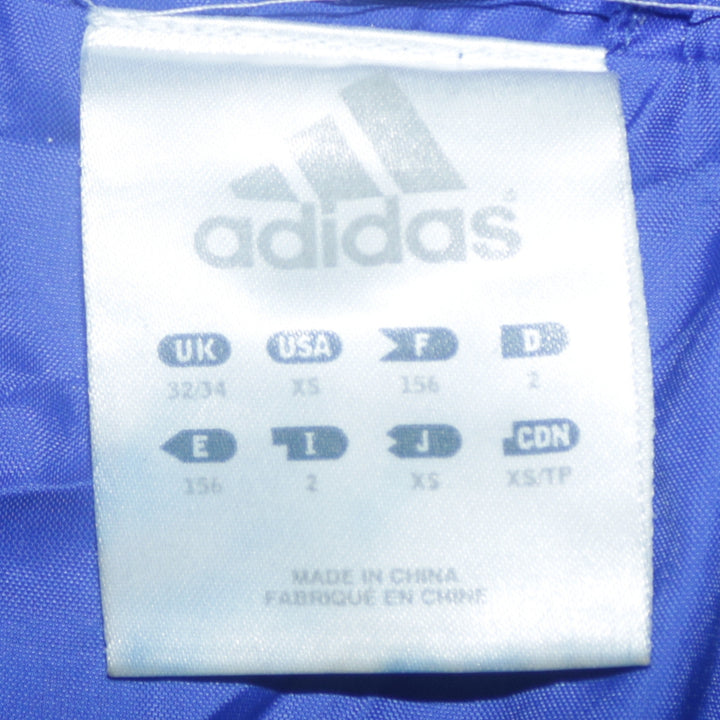 adidas
UK USA F D
32/34 XS 156 2
E I J CDN
156 2 XS XS/TP
MADE IN CHINA
FABRIQUÉ EN CHINE